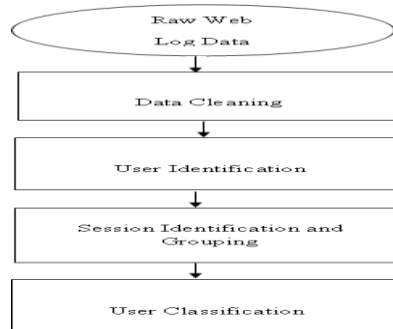 Raw Web
Log Data
Data Cleaning
User Identification
Session Identification and
Grouping
User Classification